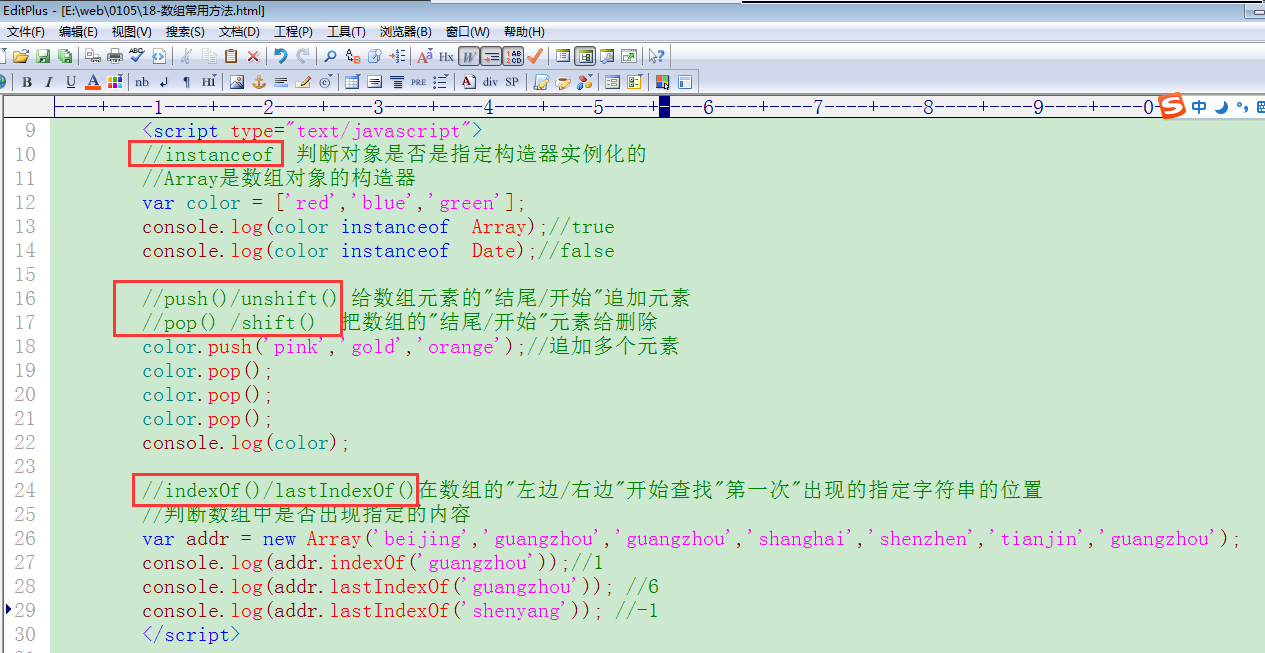 EditPlus - [E:\web\0105\18-数组常用方法.html]
文件(F) 编辑(E) 视图(V) 搜索(S) 文档(D) 工程(P) 工具(T) 浏览器(B) 窗口(W) 帮助(H)
A Hx W
B I U A nb ¶ HI PRE A div SP
----+----1----+----2----+----3----+----4----+----5----+----6----+----7----+----8----+----9----+----0 S 中
9 <script type="text/javascript">
10 //instanceof 判断对象是否是指定构造器实例化的
11 //Array是数组对象的构造器
12 var color = ['red','blue','green'];
13 console.log(color instanceof  Array);//true
14 console.log(color instanceof  Date);//false
15
16 //push()/unshift() 给数组元素的"结尾/开始"追加元素
17 //pop() /shift() 把数组的"结尾/开始"元素给删除
18 color.push('pink','gold','orange');//追加多个元素
19 color.pop();
20 color.pop();
21 color.pop();
22 console.log(color);
23
24 //indexOf()/lastIndexOf()在数组的"左边/右边"开始查找"第一次"出现的指定字符串的位置
25 //判断数组中是否出现指定的内容
26 var addr = new Array('beijing','guangzhou','guangzhou','shanghai','shenzhen','tianjin','guangzhou');
27 console.log(addr.indexOf('guangzhou'));//1
28 console.log(addr.lastIndexOf('guangzhou')); //6
29 console.log(addr.lastIndexOf('shenyang')); //-1
30 </script>